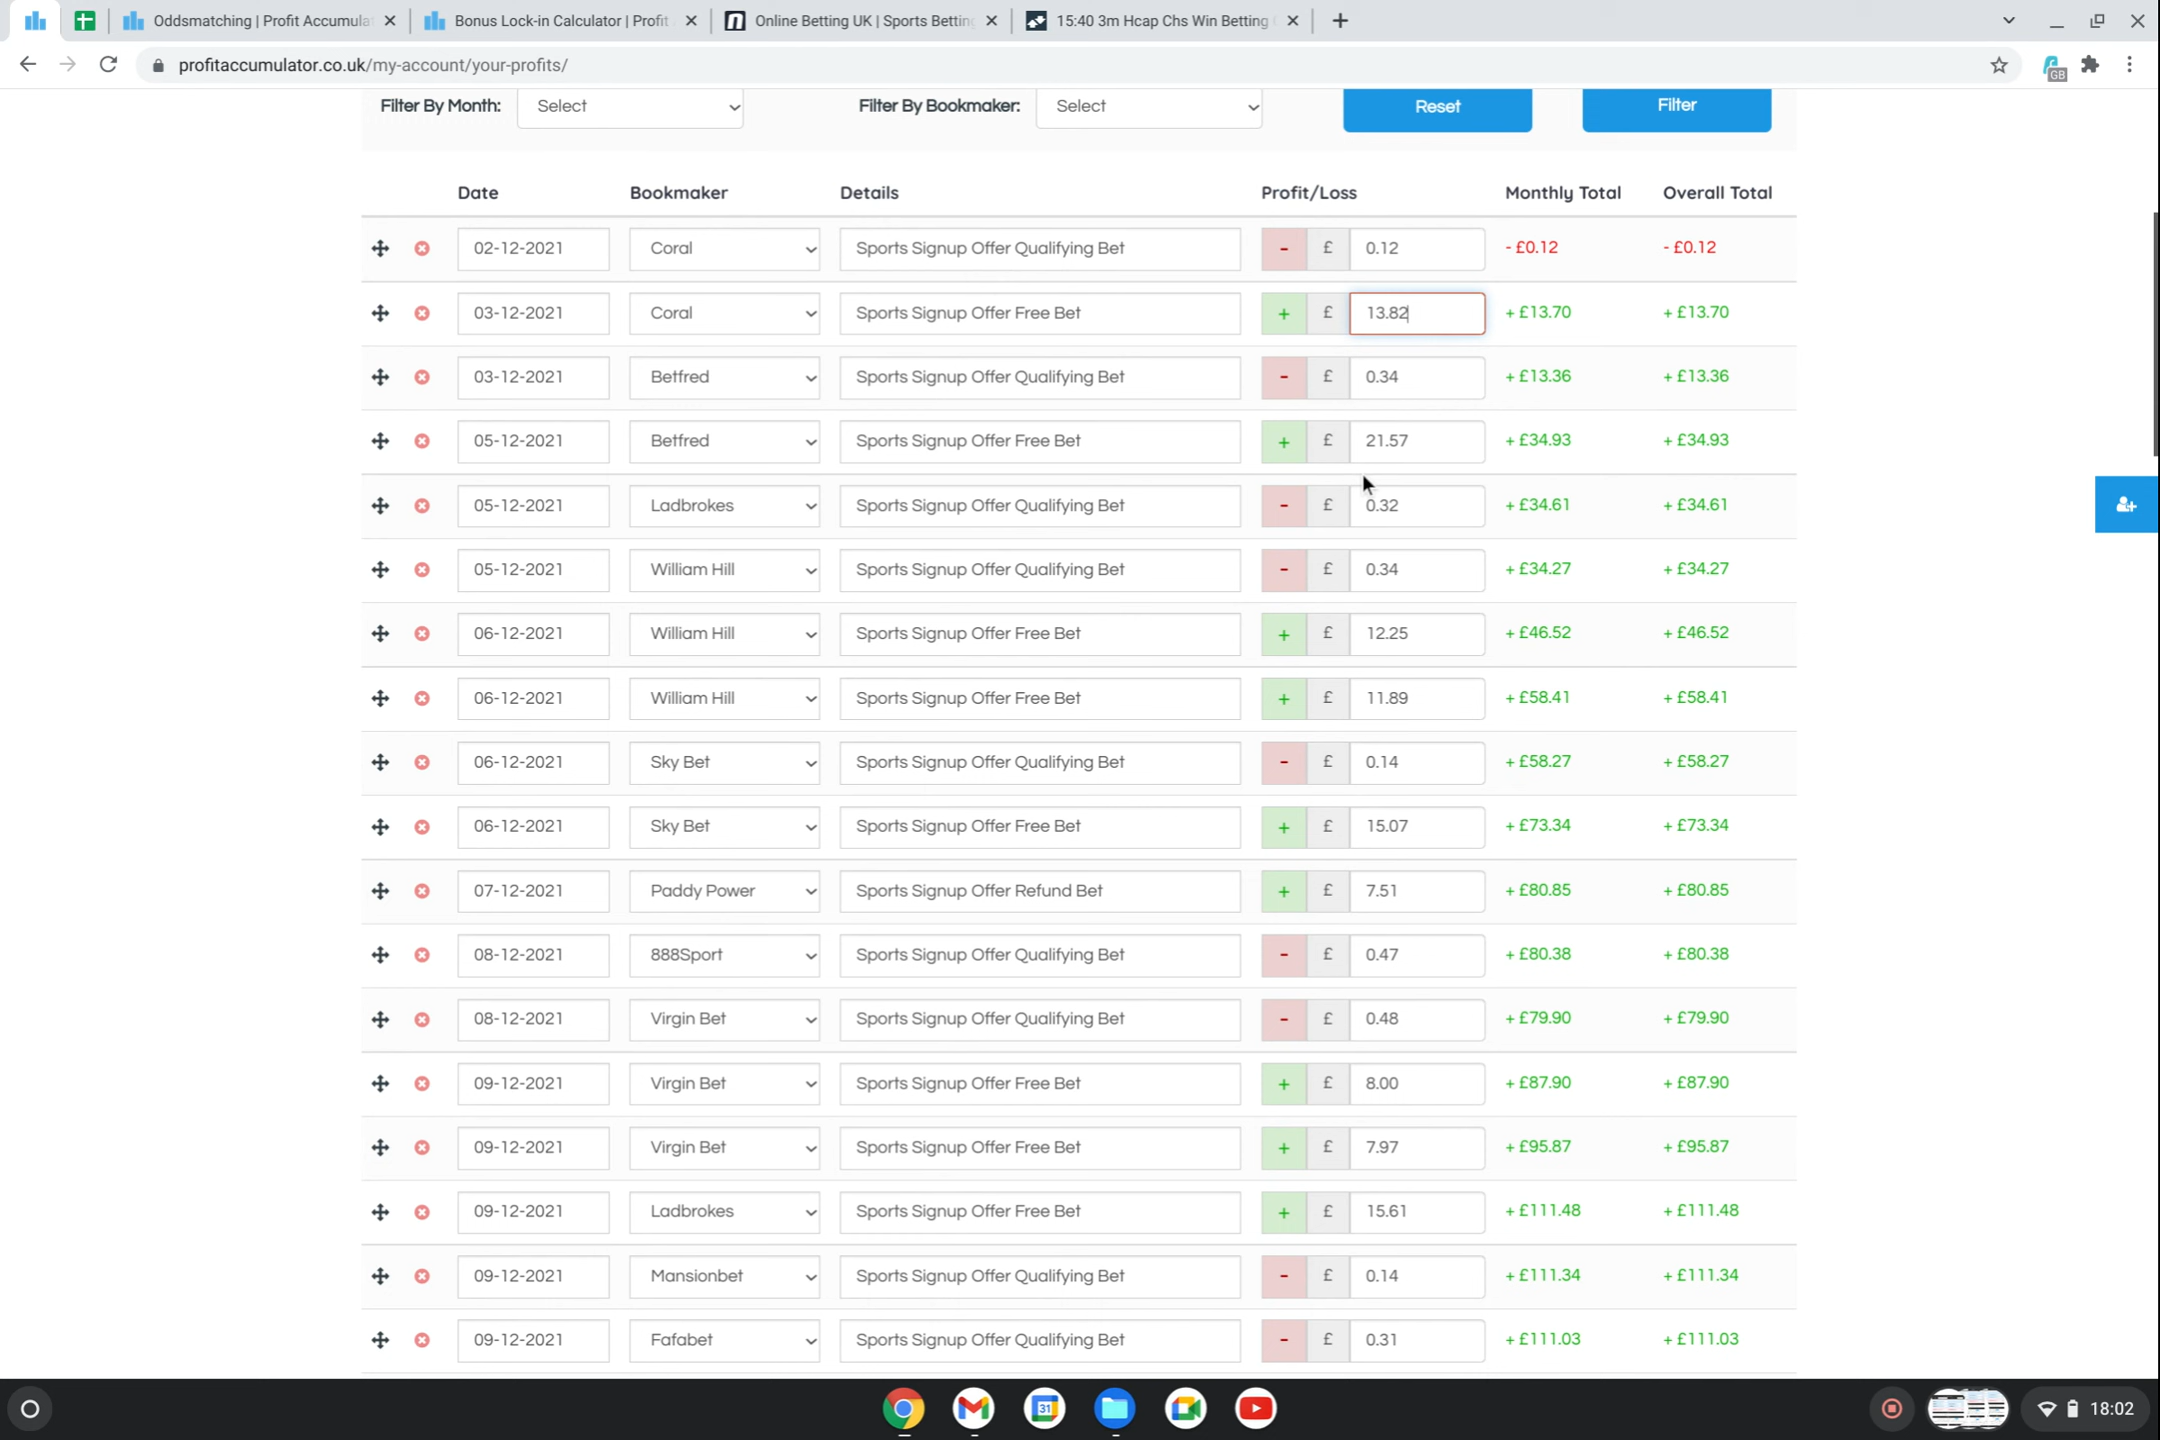 Oddsmatching | Profit Accumula
Bonus Lock-in Calculator | Profit
Online Betting UK | Sports Betting
15:40 3m Hcap Chs Win Betting
profitaccumulator.co.uk/my-account/your-profits/
GB
Filter By Month: Select Filter By Bookmaker: Select Reset Filter
Date Bookmaker Details Profit/Loss Monthly Total Overall Total
02-12-2021 Coral Sports Signup Offer Qualifying Bet - £ 0.12 - £0.12 - £0.12
03-12-2021 Coral Sports Signup Offer Free Bet + £ 13.82 + £13.70 + £13.70
03-12-2021 Betfred Sports Signup Offer Qualifying Bet - £ 0.34 + £13.36 + £13.36
05-12-2021 Betfred Sports Signup Offer Free Bet + £ 21.57 + £34.93 + £34.93
05-12-2021 Ladbrokes Sports Signup Offer Qualifying Bet - £ 0.32 + £34.61 + £34.61
05-12-2021 William Hill Sports Signup Offer Qualifying Bet - £ 0.34 + £34.27 + £34.27
06-12-2021 William Hill Sports Signup Offer Free Bet + £ 12.25 + £46.52 + £46.52
06-12-2021 William Hill Sports Signup Offer Free Bet + £ 11.89 + £58.41 + £58.41
06-12-2021 Sky Bet Sports Signup Offer Qualifying Bet - £ 0.14 + £58.27 + £58.27
06-12-2021 Sky Bet Sports Signup Offer Free Bet + £ 15.07 + £73.34 + £73.34
07-12-2021 Paddy Power Sports Signup Offer Refund Bet + £ 7.51 + £80.85 + £80.85
08-12-2021 888Sport Sports Signup Offer Qualifying Bet - £ 0.47 + £80.38 + £80.38
08-12-2021 Virgin Bet Sports Signup Offer Qualifying Bet - £ 0.48 + £79.90 + £79.90
09-12-2021 Virgin Bet Sports Signup Offer Free Bet + £ 8.00 + £87.90 + £87.90
09-12-2021 Virgin Bet Sports Signup Offer Free Bet + £ 7.97 + £95.87 + £95.87
09-12-2021 Ladbrokes Sports Signup Offer Free Bet + £ 15.61 + £111.48 + £111.48
09-12-2021 Mansionbet Sports Signup Offer Qualifying Bet - £ 0.14 + £111.34 + £111.34
09-12-2021 Fafabet Sports Signup Offer Qualifying Bet - £ 0.31 + £111.03 + £111.03
31
18:02